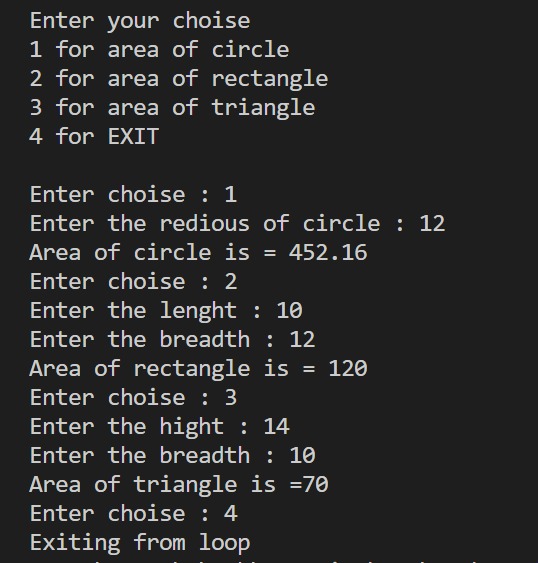 Enter your choise
1 for area of circle
2 for area of rectangle
3 for area of triangle
4 for EXIT
Enter choise : 1
Enter the redious of circle : 12
Area of circle is = 452.16
Enter choise : 2
Enter the lenght : 10
Enter the breadth : 12
Area of rectangle is = 120
Enter choise : 3
Enter the hight : 14
Enter the breadth : 10
Area of triangle is =70
Enter choise : 4
Exiting from loop